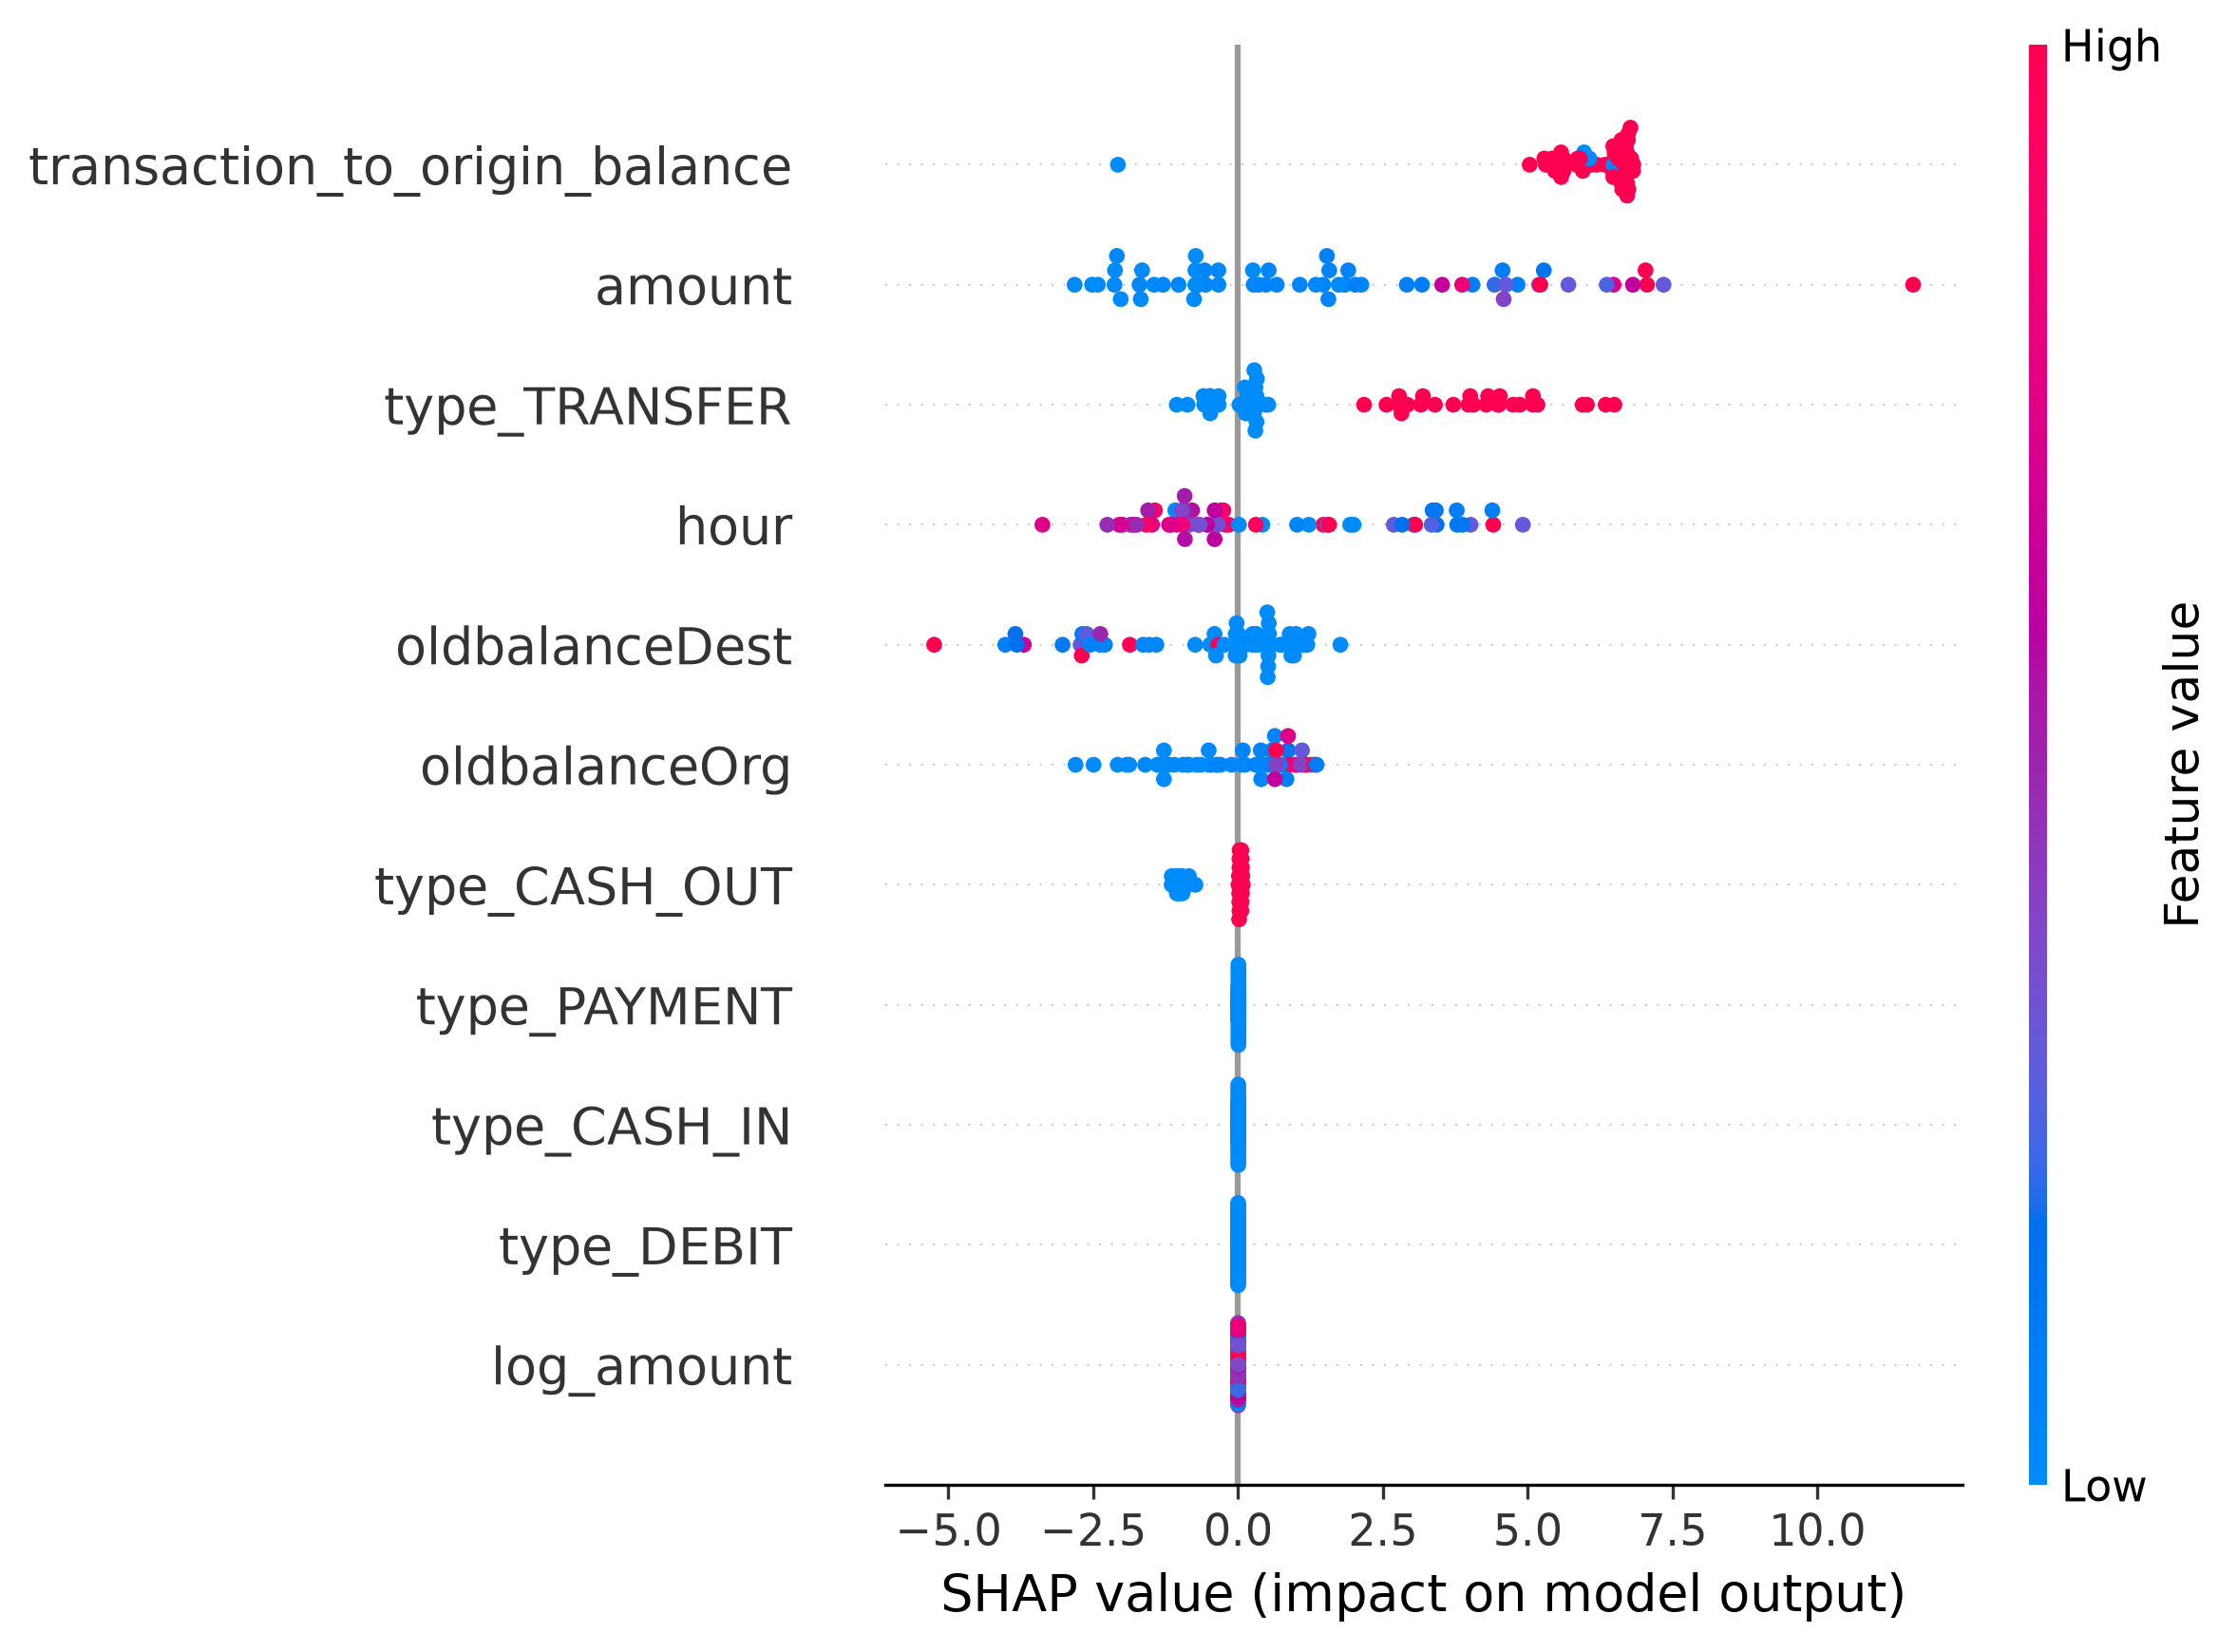 High
transaction_to_origin_balance
amount
type_TRANSFER
hour
oldbalanceDest
oldbalanceOrg
type_CASH_OUT
type_PAYMENT
type_CASH_IN
type_DEBIT
log_amount
Feature value
Low
−5.0 −2.5 0.0 2.5 5.0 7.5 10.0
SHAP value (impact on model output)